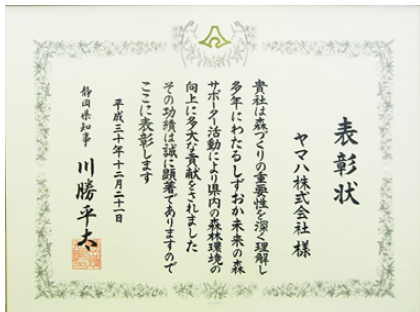 表彰状
ヤマハ株式会社 様
貴社は森づくりの重要性を深く理解し
多年にわたるしずおか未来の森
サポーター活動により県内の森林環境の
向上に多大な貢献をされました
その功績は誠に顕著でありますので
ここに表彰します
平成三十年十二月二十一日
静岡県知事 川勝平太